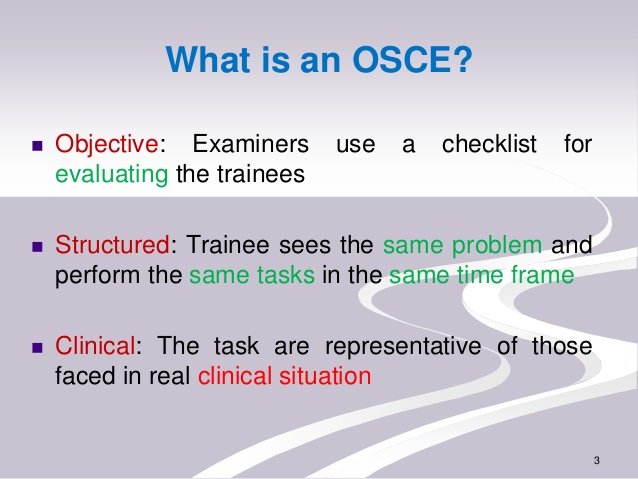 What is an OSCE?
Objective: Examiners use a checklist for
evaluating the trainees
Structured: Trainee sees the same problem and
perform the same tasks in the same time frame
Clinical: The task are representative of those
faced in real clinical situation
3